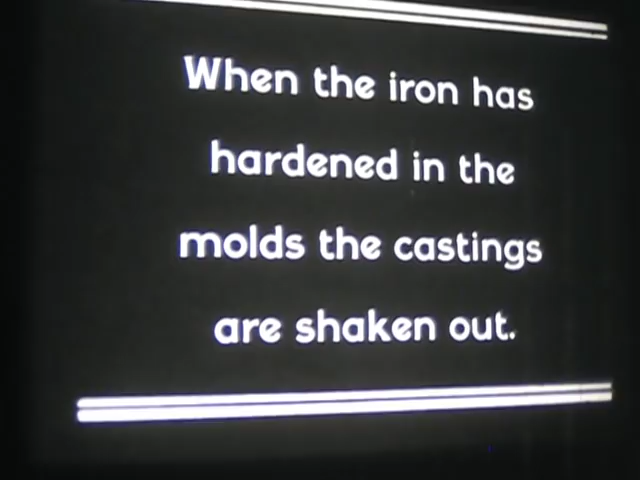 When the iron has
hardened in the
molds the castings
are shaken out.